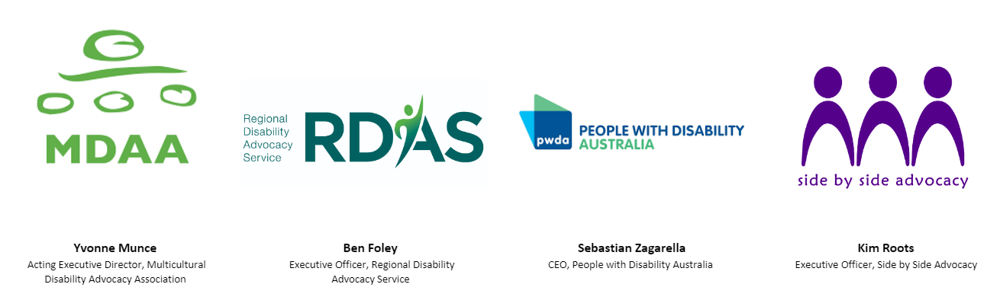 MDAA
Regional
Disability
Advocacy
Service
RDAS
pwda
PEOPLE WITH DISABILITY
AUSTRALIA
side by side advocacy
Yvonne Munce
Acting Executive Director, Multicultural
Disability Advocacy Association
Ben Foley
Executive Officer, Regional Disability
Advocacy Service
Sebastian Zagarella
CEO, People with Disability Australia
Kim Roots
Executive Officer, Side by Side Advocacy